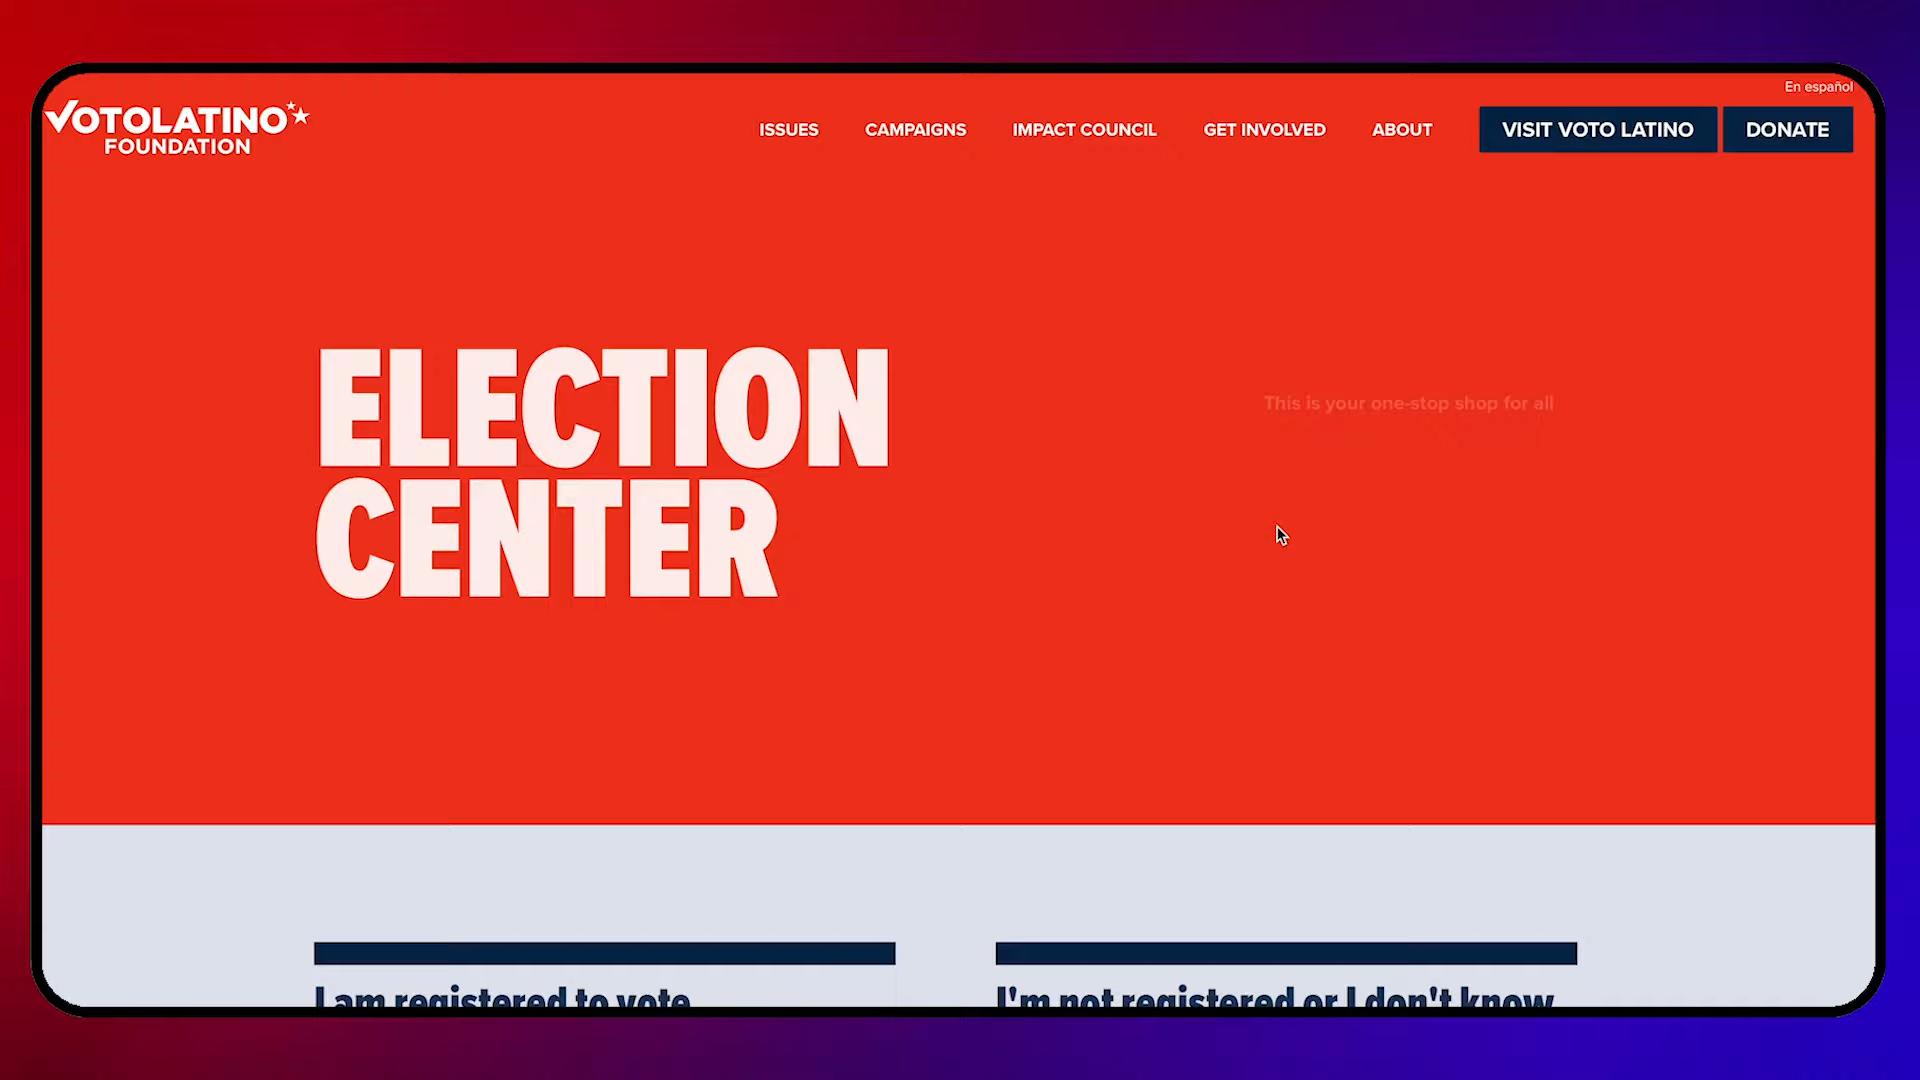 En español
VOTOLATINO
FOUNDATION
ISSUES
CAMPAIGNS
IMPACT COUNCIL
GET INVOLVED
ABOUT
VISIT VOTO LATINO
DONATE
ELECTION
CENTER
This is your one-stop shop for all
I am registered to vote
I'm not registered or I don't know